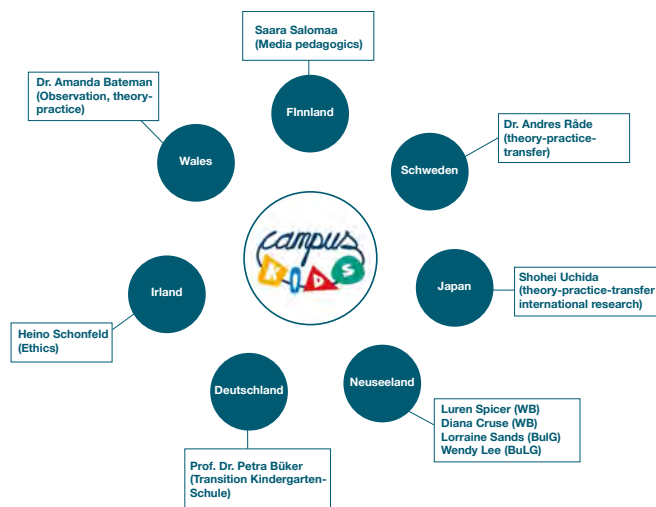 Saara Salomaa
(Media pedagogics)
FInnland
Dr. Amanda Bateman
(Observation, theory-
practice)
Wales
Dr. Andres Råde
(theory-practice-
transfer)
Schweden
campus
KIDS
Irland
Heino Schonfeld
(Ethics)
Japan
Shohei Uchida
(theory-practice-transfer
international research)
Deutschland
Prof. Dr. Petra Büker
(Transition Kindergarten-
Schule)
Neuseeland
Luren Spicer (WB)
Diana Cruse (WB)
Lorraine Sands (BulG)
Wendy Lee (BuLG)